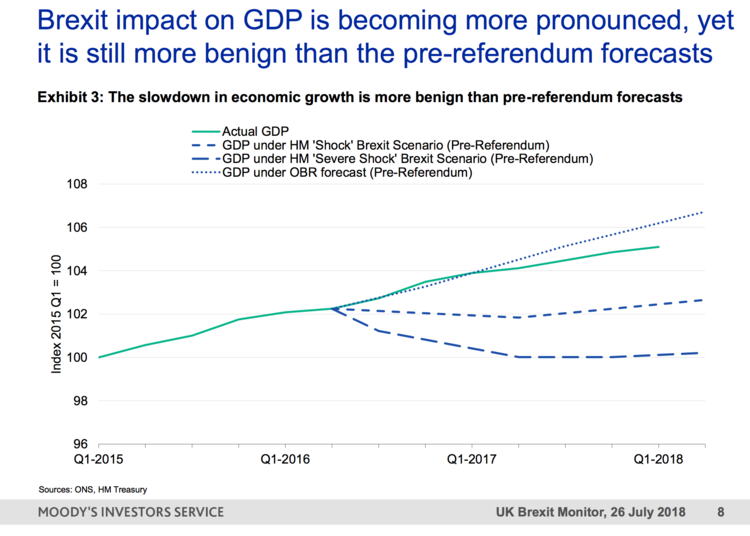 Brexit impact on GDP is becoming more pronounced, yet
it is still more benign than the pre-referendum forecasts
Exhibit 3: The slowdown in economic growth is more benign than pre-referendum forecasts
Actual GDP
GDP under HM 'Shock' Brexit Scenario (Pre-Referendum)
GDP under HM 'Severe Shock' Brexit Scenario (Pre-Referendum)
GDP under OBR forecast (Pre-Referendum)
Index 2015 Q1 = 100
108
106
104
102
100
98
96
Q1-2015 Q1-2016 Q1-2017 Q1-2018
Sources: ONS, HM Treasury
MOODY'S INVESTORS SERVICE UK Brexit Monitor, 26 July 2018 8